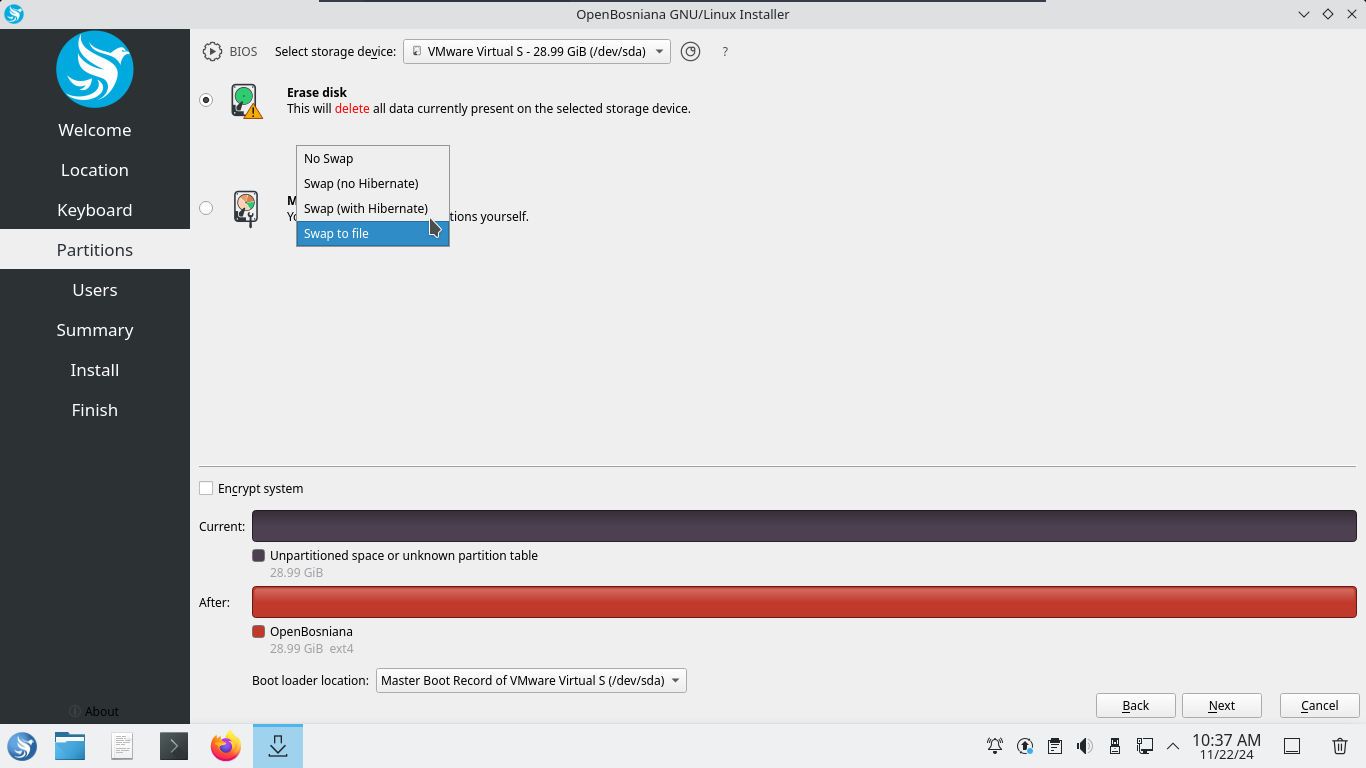 OpenBosniana GNU/Linux Installer
BIOS Select storage device: VMware Virtual S - 28.99 GiB (/dev/sda) ?
Welcome
Location
Keyboard
Partitions
Users
Summary
Install
Finish
About
Erase disk
This will delete all data currently present on the selected storage device.
No Swap
Swap (no Hibernate)
Swap (with Hibernate)
Swap to file
tions yourself.
Encrypt system
Current:
Unpartitioned space or unknown partition table
28.99 GiB
After:
OpenBosniana
28.99 GiB ext4
Boot loader location: Master Boot Record of VMware Virtual S (/dev/sda)
Back Next Cancel
10:37 AM
11/22/24